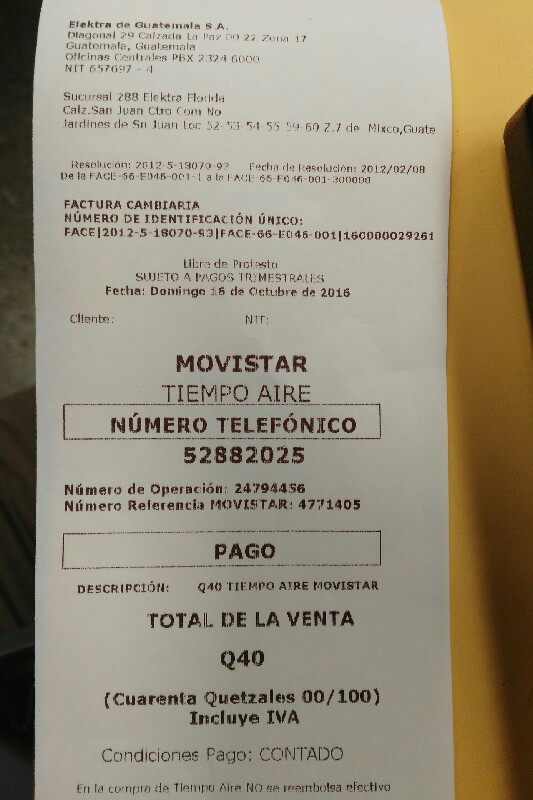 Elektra de Guatemala S A.
Diagonal 29 Calzada La Paz 00 22 Zona 17
Guatemala, Guatemala
Oficinas Centrales PBX 2324 6000
NIT 657697 - 4
Sucursal 288 Elektra Florida
Calz.San Juan Ctro Com No
Jardines de Sn Juan Loc 52-53-54-55 59-60 Z.7 de Mixco,Guate
Resolución: 2012-5-18070-93 Fecha de Resolución: 2012/02/08
De la FACE-66-E046-001-1 a la FACE-66-E046-001-300000
FACTURA CAMBIARIA
NÚMERO DE IDENTIFICACIÓN ÚNICO:
FACE|2012-5-18070-93|FACE-66-E046-001|160000029261
Libre de Protesto
SUJETO A PAGOS TRIMESTRALES
Fecha: Domingo 16 de Octubre de 2016
Cliente: NIT:
MOVISTAR
TIEMPO AIRE
NÚMERO TELEFÓNICO
52882025
Número de Operación: 24794456
Número Referencia MOVISTAR: 4771405
PAGO
DESCRIPCIÓN: Q40 TIEMPO AIRE MOVISTAR
TOTAL DE LA VENTA
Q40
(Cuarenta Quetzales 00/100)
Incluye IVA
Condiciones Pago: CONTADO
En la compra de Tiempo Aire NO se reembolsa efectivo